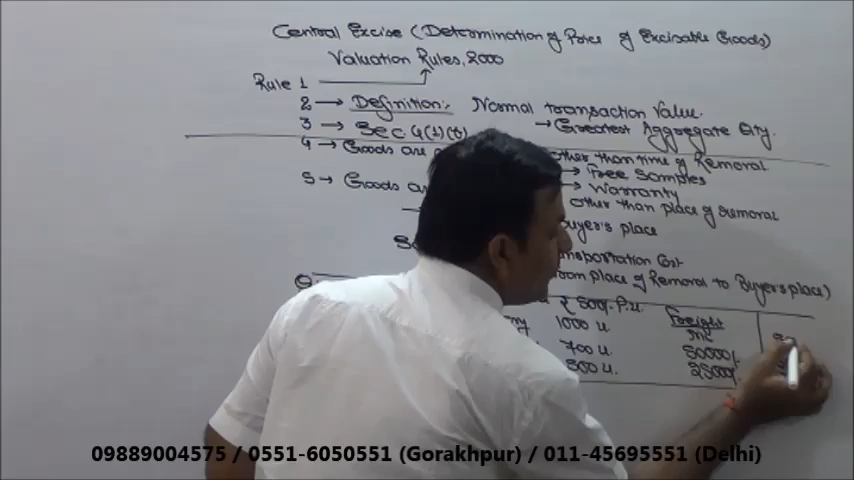 Central Excise (Determination of Price of Excisable Goods)
Valuation Rules, 2000
Rule 1
2 → Definition:- Normal transaction Value.
3 → Sec 4(1)(b) → Greatest Aggregate Qty.
4 → Goods are other than time of Removal
→ Free Samples
→ Warranty
5 → Goods are other than place of removal
buyer's place
Transportation Cost
from place of Removal to Buyer's place)
₹ 500/- P.U. Freight
1000 u. Nil
700 u. 50000/-
300 u. 25000/-
09889004575 / 0551-6050551 (Gorakhpur) / 011-45695551 (Delhi)